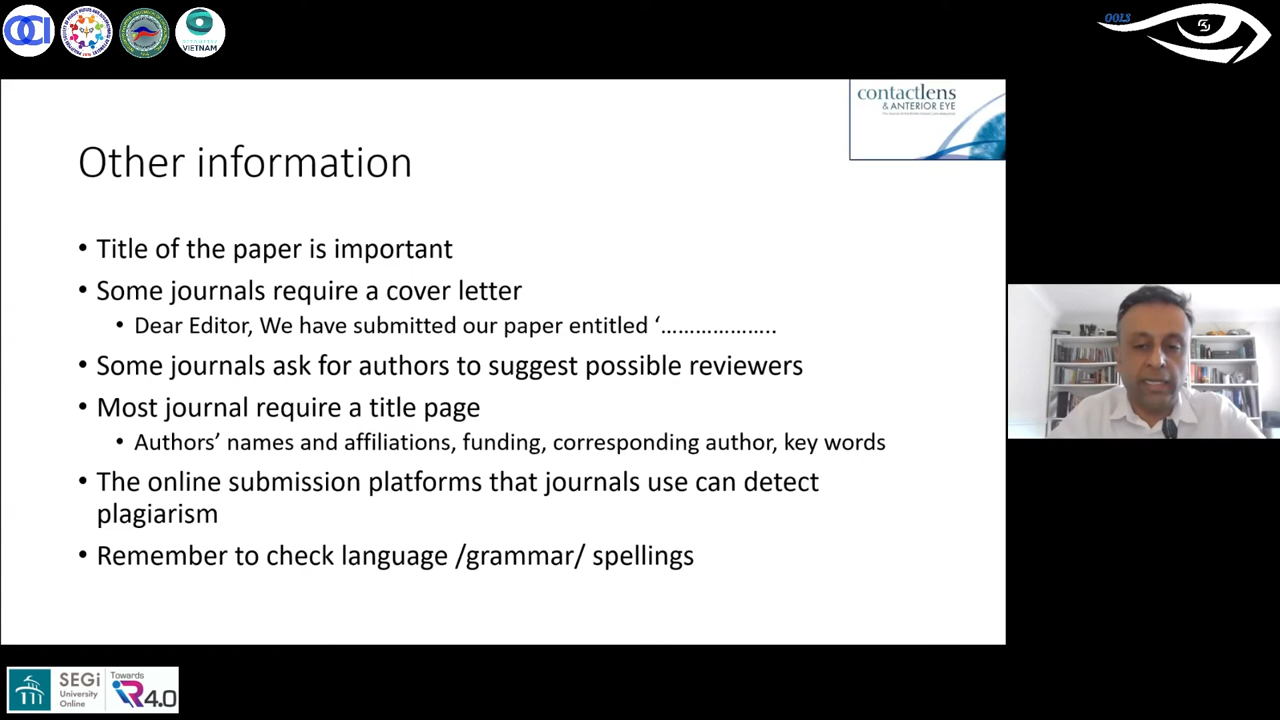 OCI
VIETNAM
OOLS
contactlens
& ANTERIOR EYE
Other information
• Title of the paper is important
• Some journals require a cover letter
• Dear Editor, We have submitted our paper entitled ‘………………..
• Some journals ask for authors to suggest possible reviewers
• Most journal require a title page
• Authors’ names and affiliations, funding, corresponding author, key words
• The online submission platforms that journals use can detect
plagiarism
• Remember to check language /grammar/ spellings
SEGi
University
Online
Towards
iR4.0